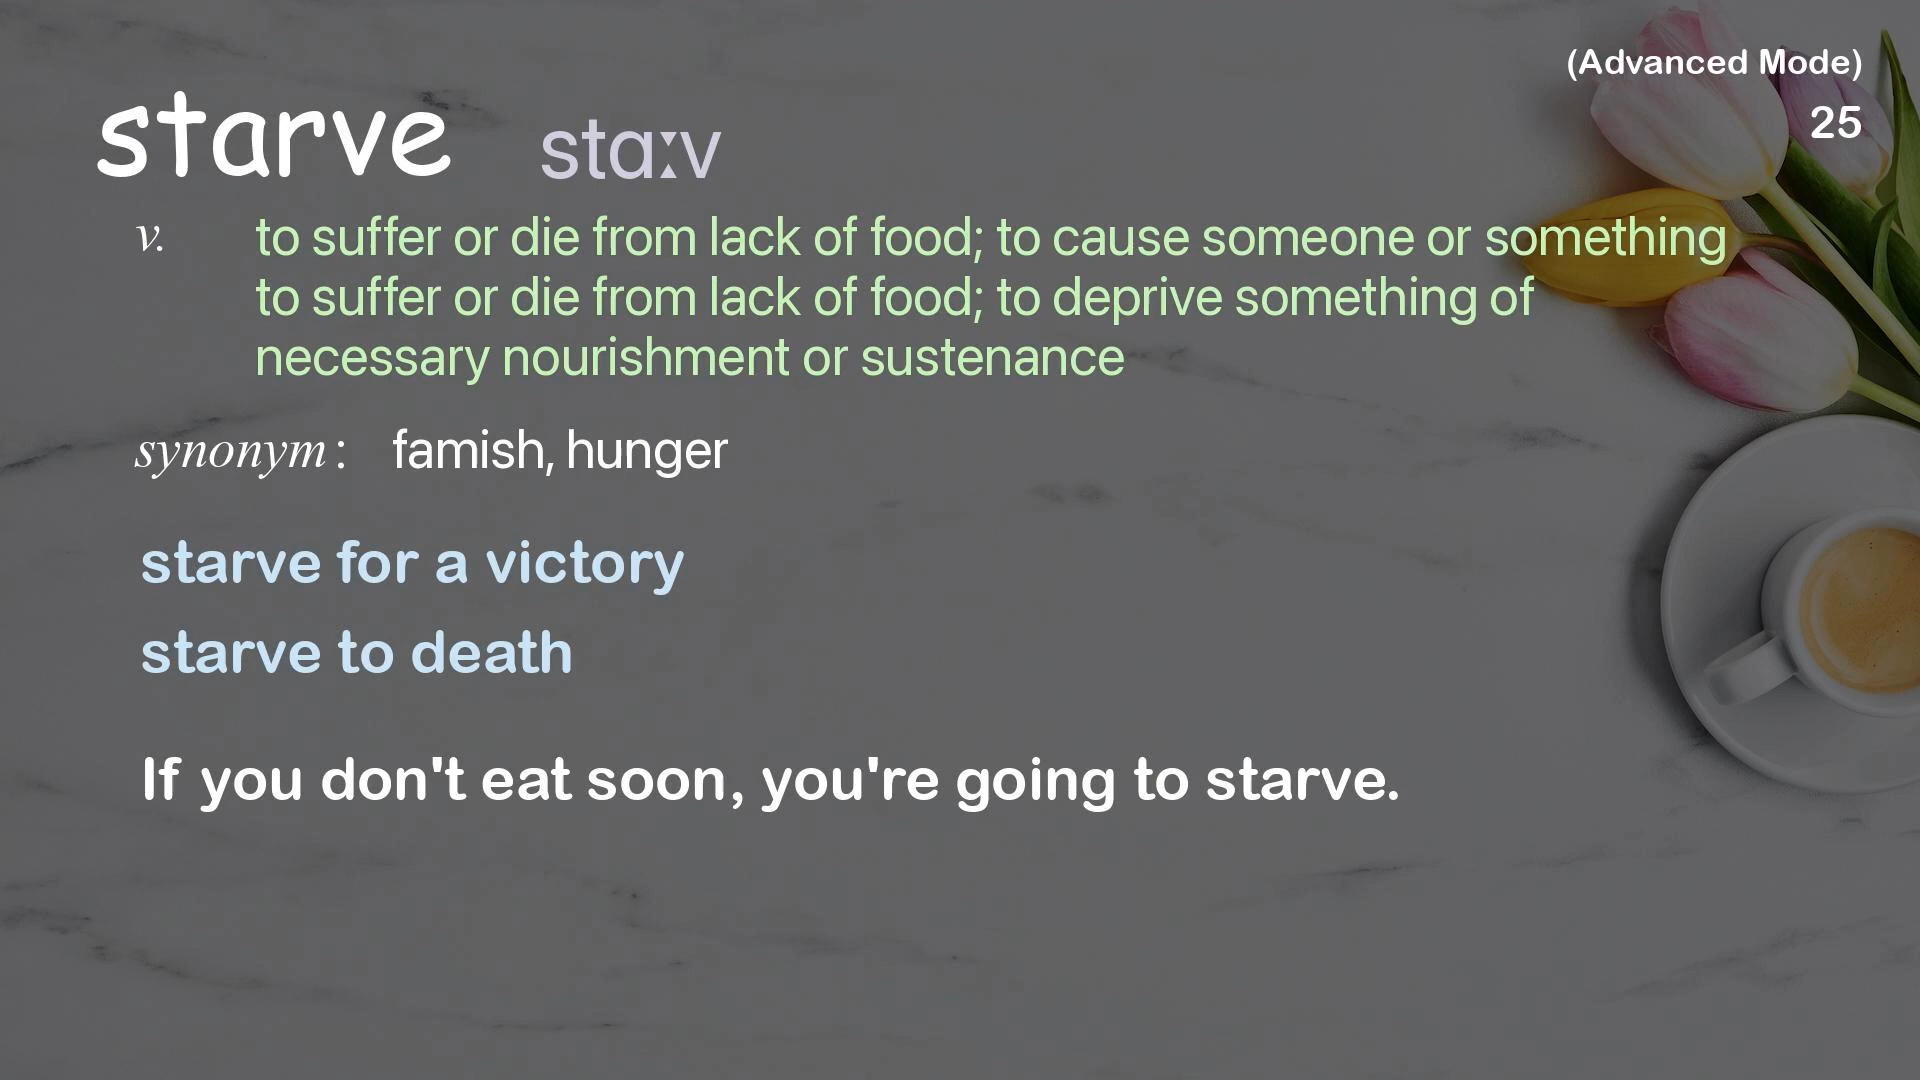 (Advanced Mode)
25
starve stɑːv
v. to suffer or die from lack of food; to cause someone or something
to suffer or die from lack of food; to deprive something of
necessary nourishment or sustenance
synonym: famish, hunger
starve for a victory
starve to death
If you don't eat soon, you're going to starve.